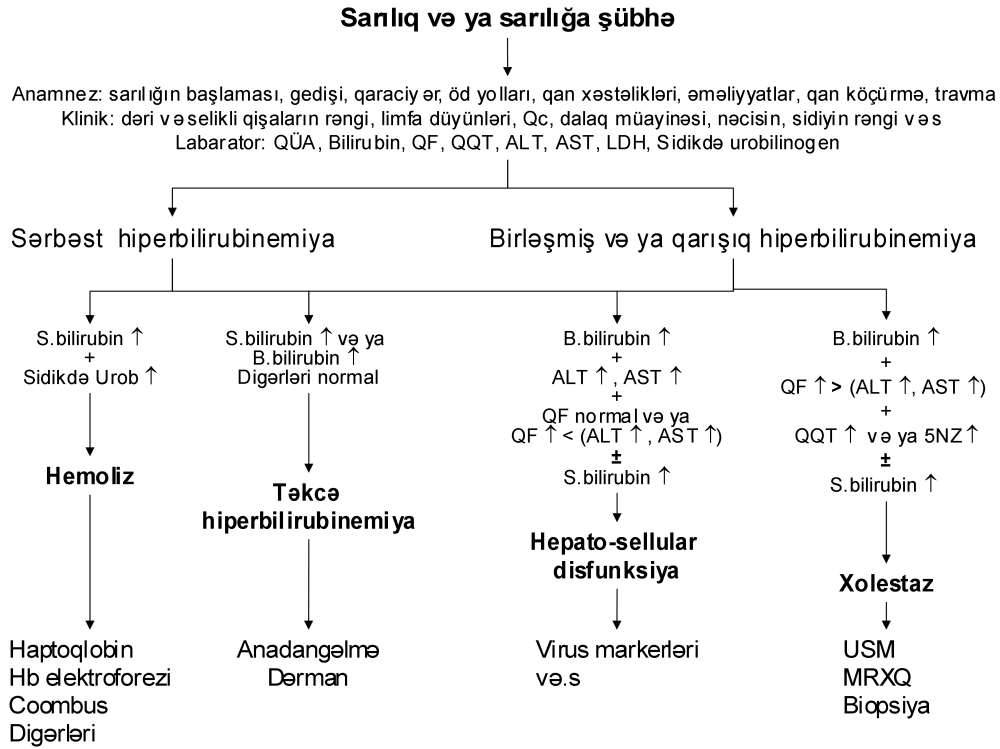 Sarılıq və ya sarılığa şübhə
Anamnez: sarılığın başlaması, gedişi, qaraciyər, öd yolları, qan xəstəlikləri, əməliyyatlar, qan köçürmə, travma
Klinik: dəri və selikli qişaların rəngi, limfa düyünləri, Qc, dalaq müayinəsi, nəcisin, sidiyin rəngi və s
Labarator: QÜA, Bilirubin, QF, QQT, ALT, AST, LDH, Sidikdə urobilinogen
Sərbəst hiperbilirubinemiya
Birləşmiş və ya qarışıq hiperbilirubinemiya
S.bilirubin ↑
+
Sidikdə Urob ↑
Hemoliz
Haptoqlobin
Hb elektroforezi
Coombus
Digərləri
S.bilirubin ↑ və ya
B.bilirubin ↑
Digərləri normal
Təkcə
hiperbilirubinemiya
Anadangəlmə
Dərman
B.bilirubin ↑
+
ALT ↑, AST ↑
+
QF normal və ya
QF ↑ < (ALT ↑, AST ↑)
±
S.bilirubin ↑
Hepato-sellular
disfunksiya
Virus markerləri
və.s
B.bilirubin ↑
+
QF ↑ > (ALT ↑, AST ↑)
+
QQT ↑ və ya 5NZ ↑
±
S.bilirubin ↑
Xolestaz
USM
MRXQ
Biopsiya